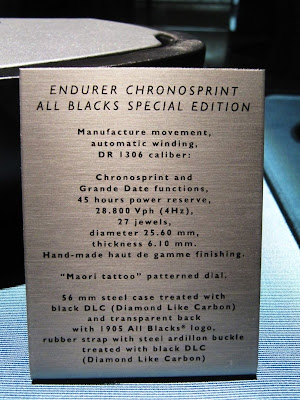 ENDURER CHRONOSPRINT
ALL BLACKS SPECIAL EDITION
Manufacture movement,
automatic winding,
DR 1306 caliber:
Chronosprint and
Grande Date functions,
45 hours power reserve,
28.800 Vph (4Hz),
27 jewels,
diameter 25.60 mm,
thickness 6.10 mm.
Hand-made haut de gamme finishing.
"Maori tattoo" patterned dial.
56 mm steel case treated with
black DLC (Diamond Like Carbon)
and transparent back
with 1905 All Blacks® logo,
rubber strap with steel ardillon buckle
treated with black DLC
(Diamond Like Carbon)